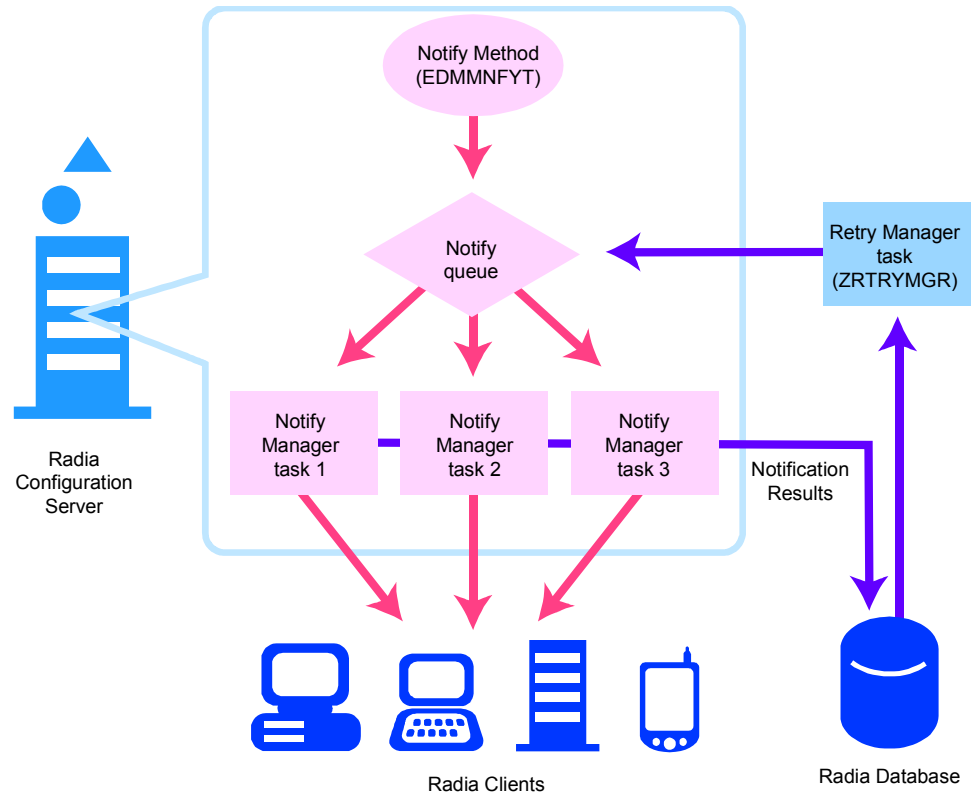 Notify Method
(EDMMNFYT)
Notify
queue
Retry Manager
task
(ZRTRYMGR)
Notify
Manager
task 1
Notify
Manager
task 2
Notify
Manager
task 3
Radia
Configuration
Server
Notification
Results
Radia Clients
Radia Database